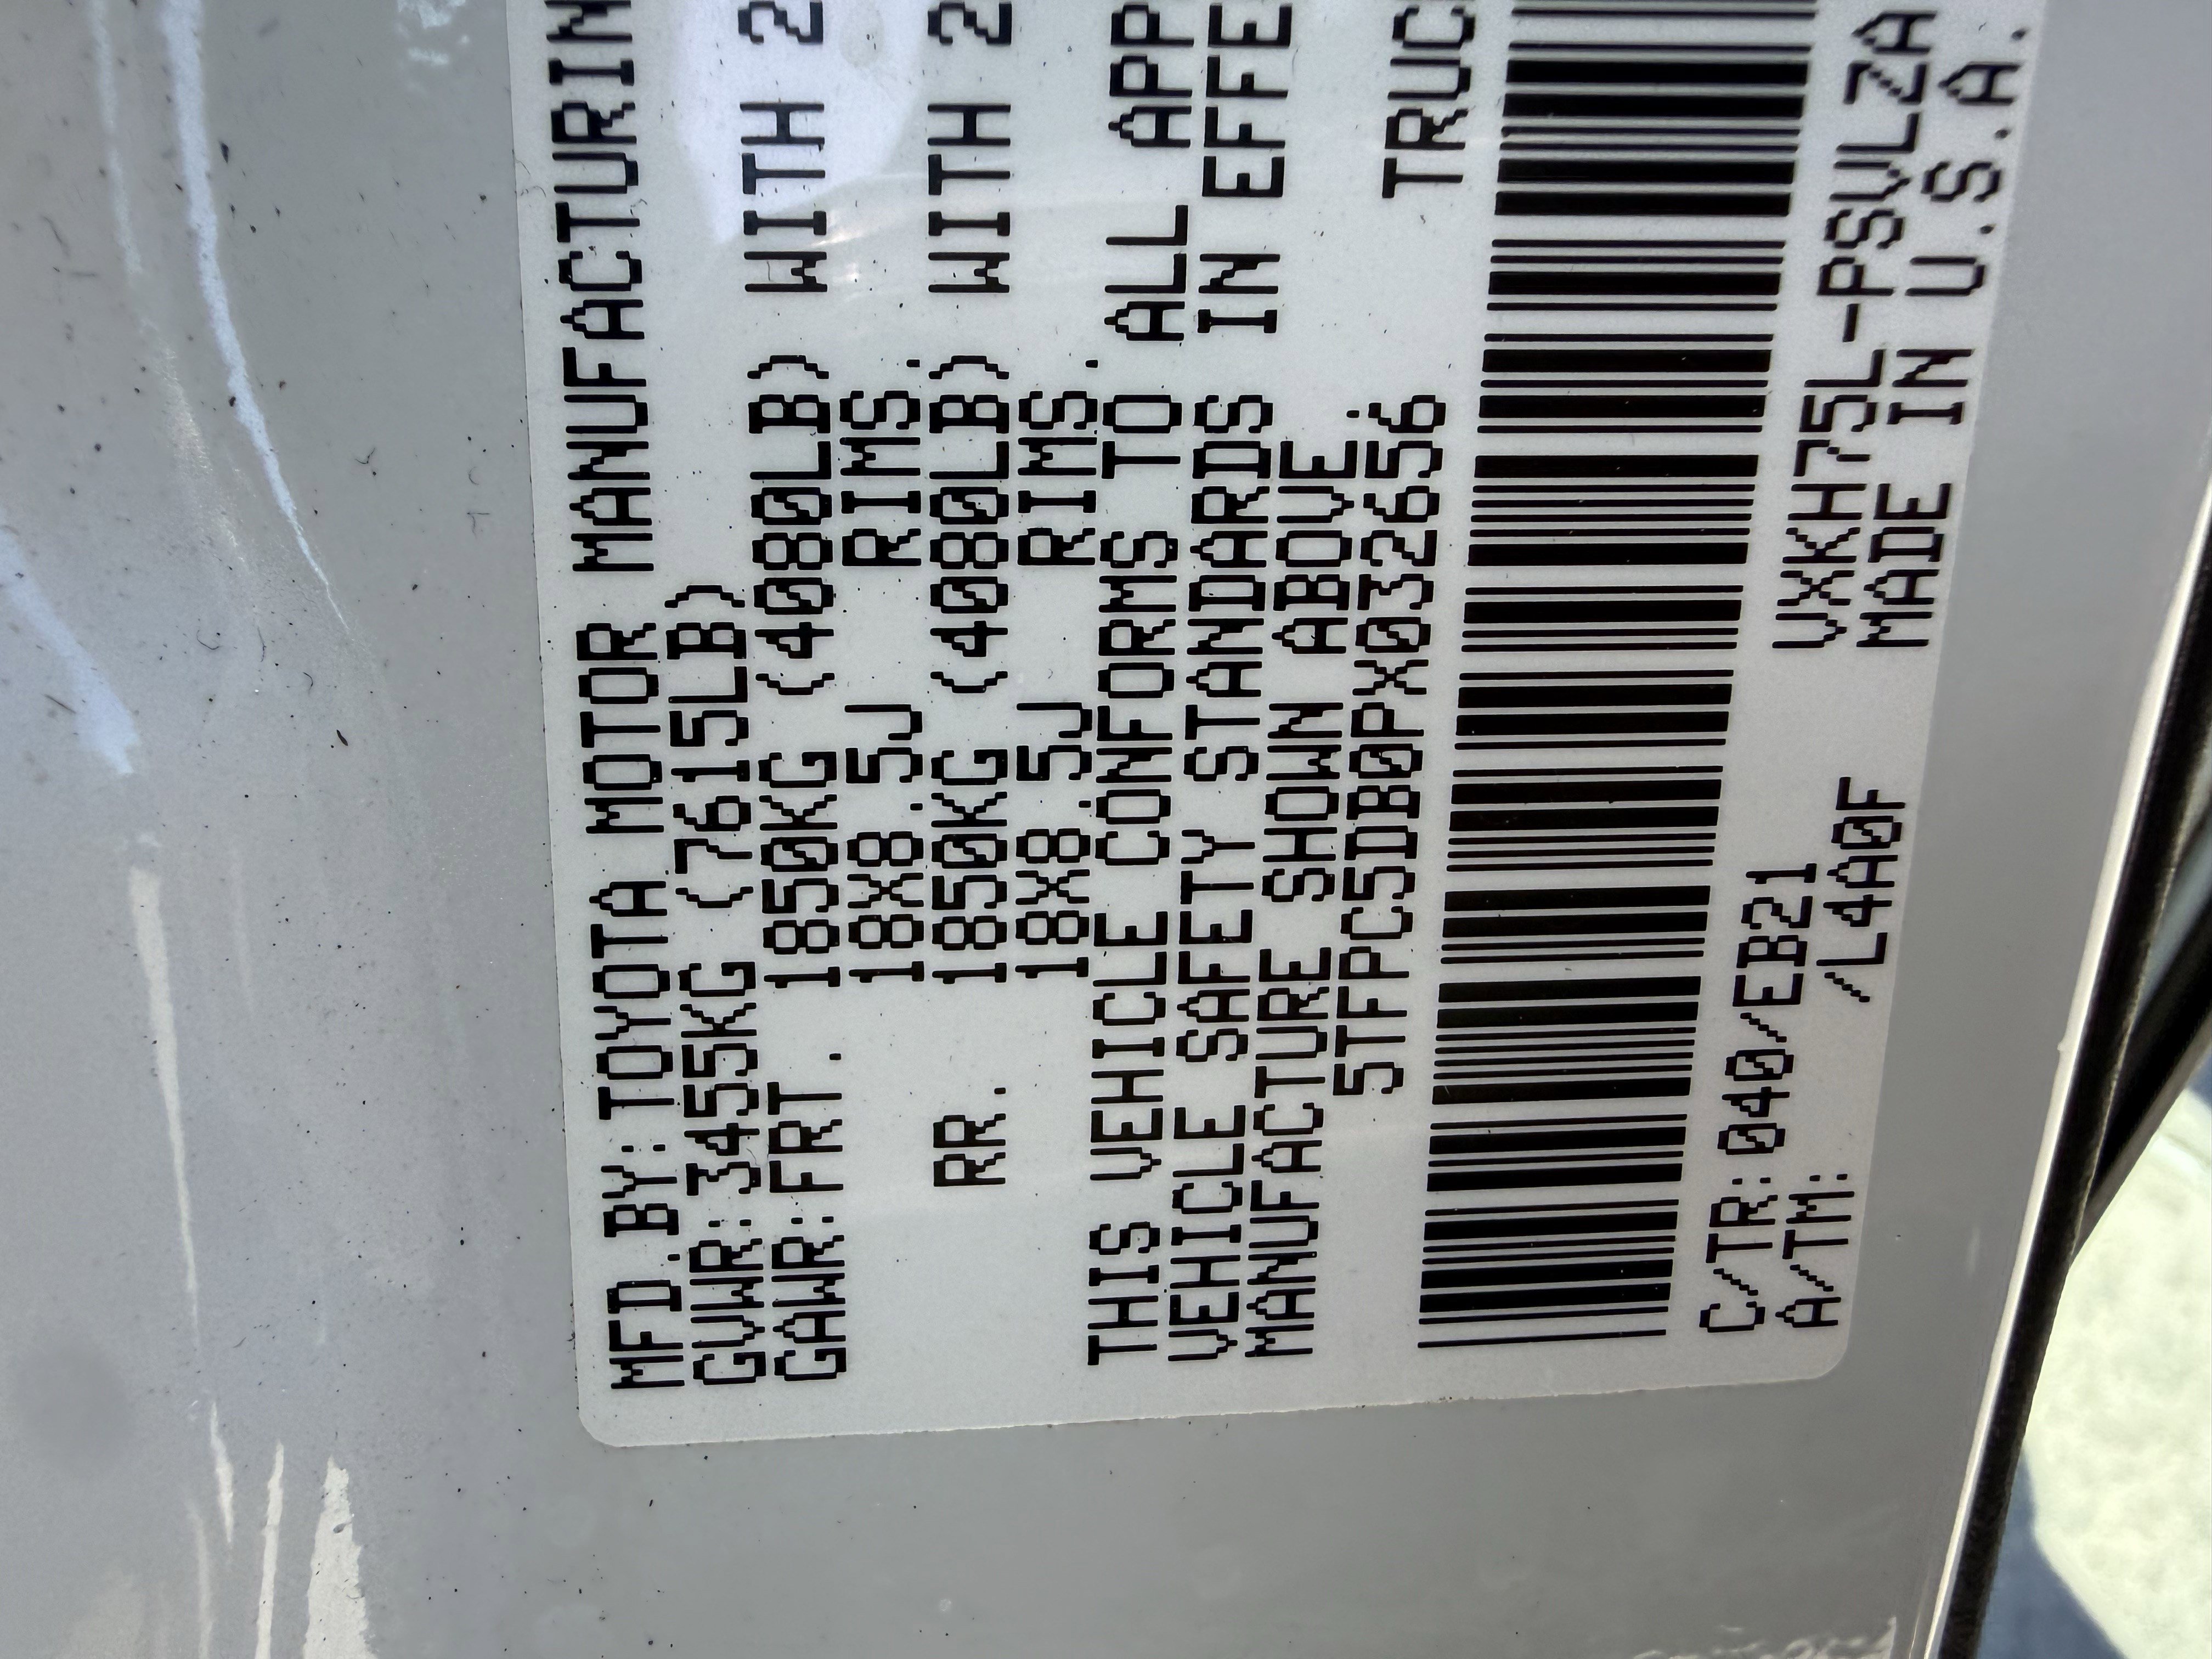 MFD.BY:TOYOTA MOTOR MANUFACTURIN
GVWR:3455KG (7615LB)
GAWR:FRT. 1850KG (4080LB) WITH 2
18X8.5J RIMS.
RR. 1850KG (4080LB) WITH 2
18X8.5J RIMS.
THIS VEHICLE CONFORMS TO ALL APP
VEHICLE SAFETY STANDARDS IN EFFE
MANUFACTURE SHOWN ABOVE.
5TFPC5DB0PX032656 TRUC
C/TR:040/EB21 VXKH75L-PSVLZA
A/TM: /L4A0F MADE IN U.S.A.